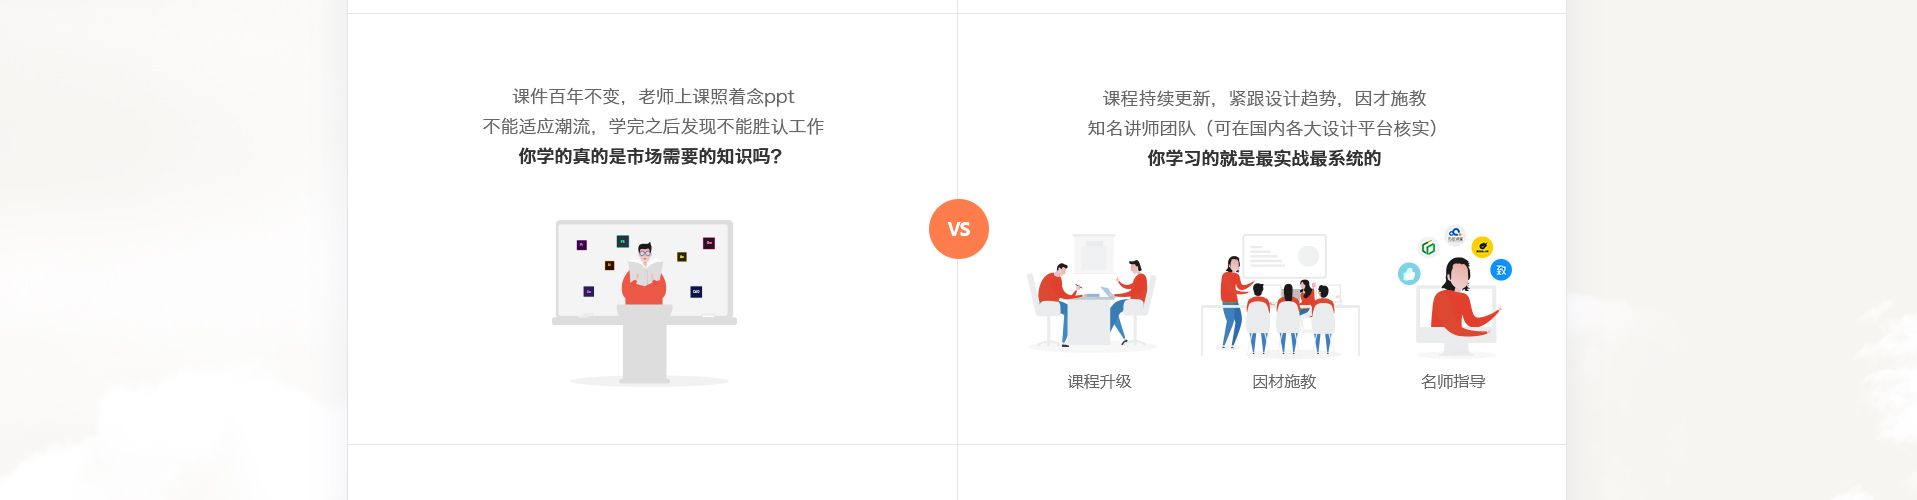 课件百年不变，老师上课照着念ppt
不能适应潮流，学完之后发现不能胜认工作
你学的真的是市场需要的知识吗？
VS
课程持续更新，紧跟设计趋势，因才施教
知名讲师团队（可在国内各大设计平台核实）
你学习的就是最实战最系统的
致
课程升级
因材施教
名师指导